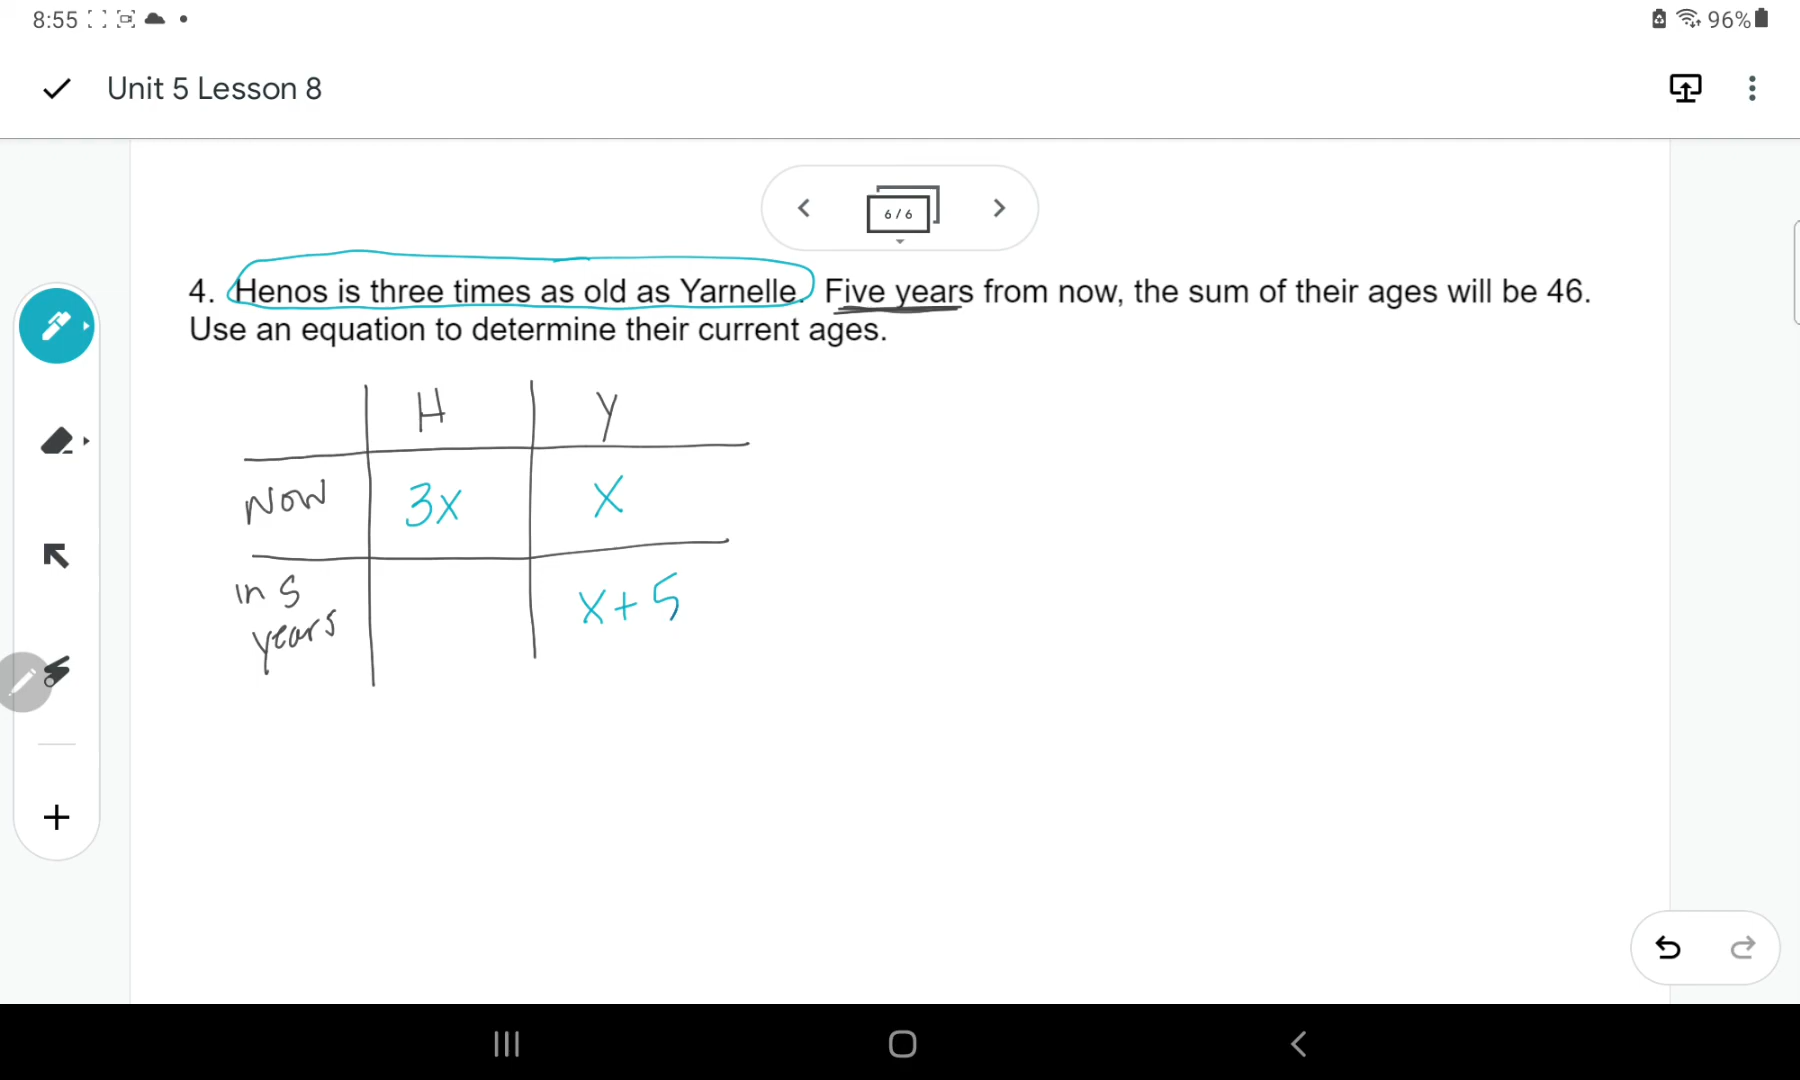 8:55
96%
Unit 5 Lesson 8
6 / 6
4. Henos is three times as old as Yarnelle. Five years from now, the sum of their ages will be 46.
Use an equation to determine their current ages.
H Y
Now 3x x
in 5 x+5
years